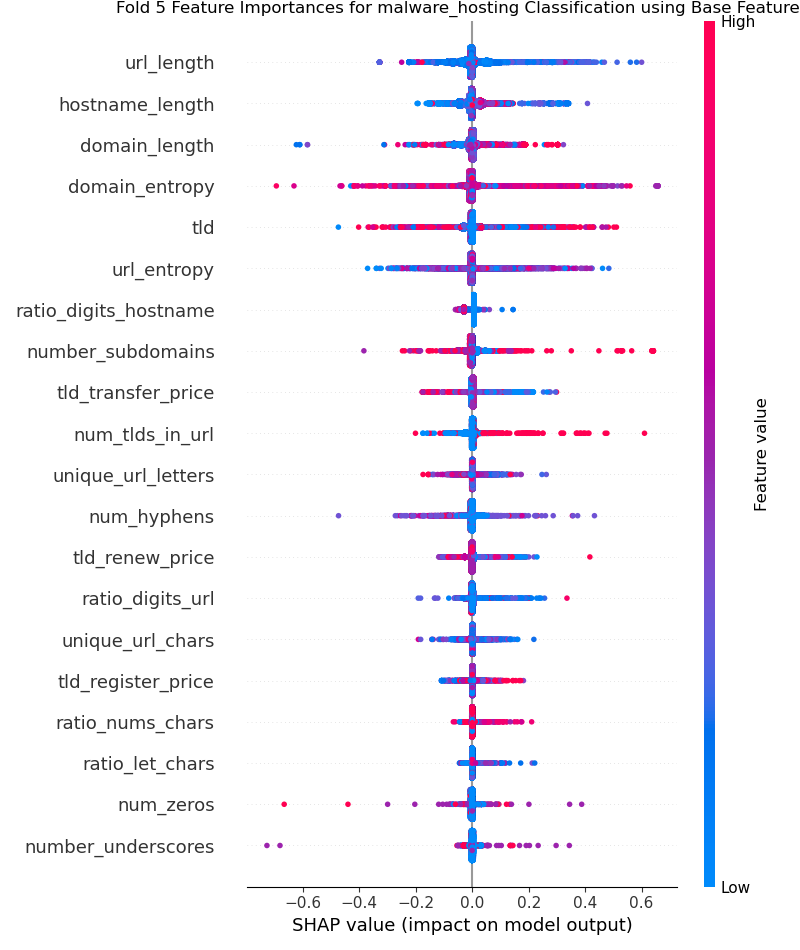 Fold 5 Feature Importances for malware_hosting Classification using Base Feature
High
url_length
hostname_length
domain_length
domain_entropy
tld
url_entropy
ratio_digits_hostname
number_subdomains
tld_transfer_price
num_tlds_in_url
unique_url_letters
num_hyphens
tld_renew_price
ratio_digits_url
unique_url_chars
tld_register_price
ratio_nums_chars
ratio_let_chars
num_zeros
number_underscores
Feature value
Low
−0.6 −0.4 −0.2 0.0 0.2 0.4 0.6
SHAP value (impact on model output)